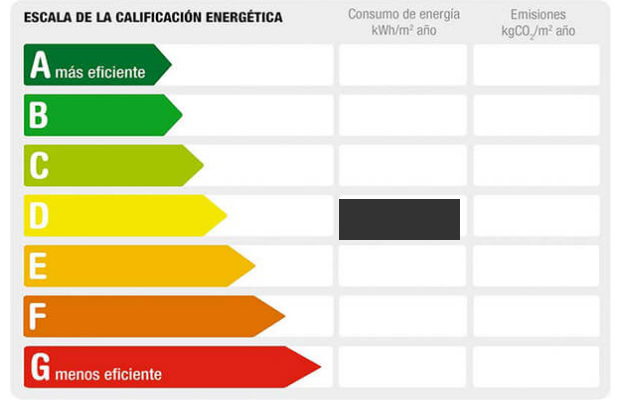 ESCALA DE LA CALIFICACIÓN ENERGÉTICA
Consumo de energía
kWh/m² año
Emisiones
kgCO₂/m² año
A más eficiente
B
C
D
E
F
G menos eficiente